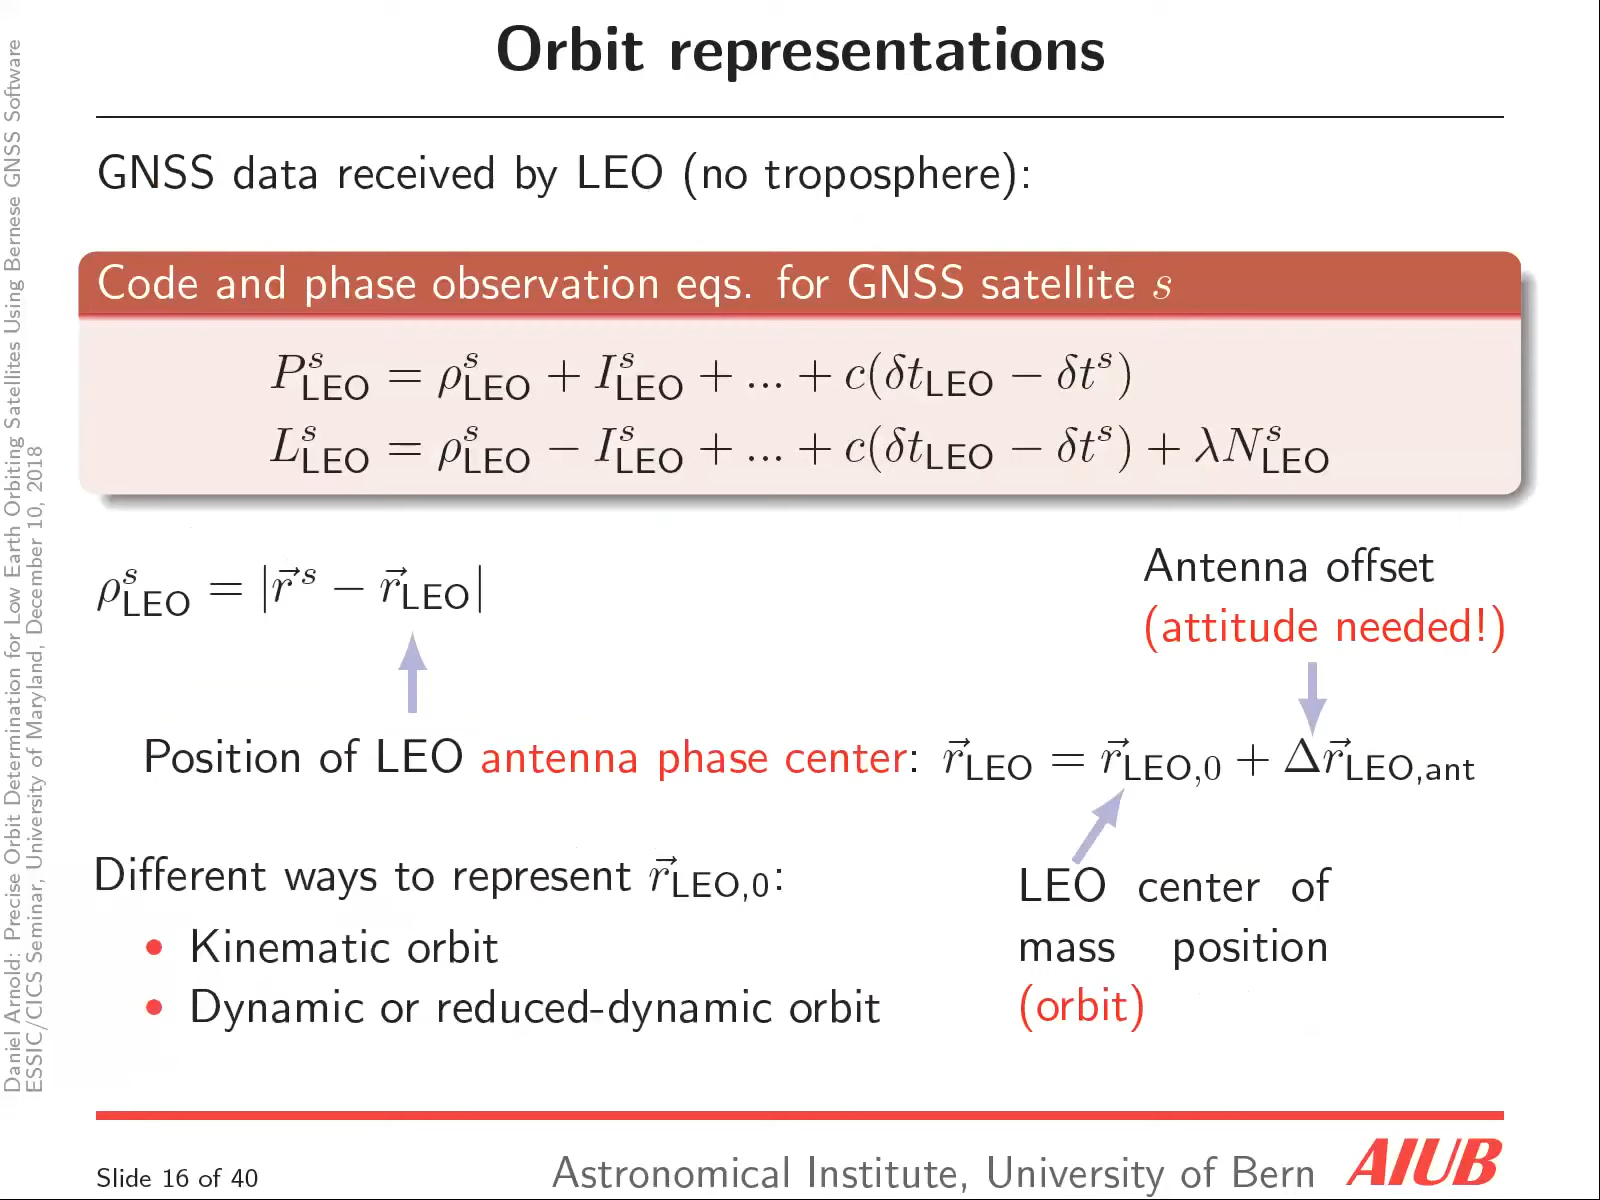 Orbit representations
GNSS data received by LEO (no troposphere):
Code and phase observation eqs. for GNSS satellite s
P^s_LEO = ρ^s_LEO + I^s_LEO + ... + c(δt_LEO − δt^s)
L^s_LEO = ρ^s_LEO − I^s_LEO + ... + c(δt_LEO − δt^s) + λN^s_LEO
ρ^s_LEO = |r⃗^s − r⃗_LEO|
Antenna offset
(attitude needed!)
Position of LEO antenna phase center: r⃗_LEO = r⃗_LEO,0 + Δr⃗_LEO,ant
Different ways to represent r⃗_LEO,0:
• Kinematic orbit
• Dynamic or reduced-dynamic orbit
LEO center of
mass position
(orbit)
Slide 16 of 40
Astronomical Institute, University of Bern
AIUB
Daniel Arnold: Precise Orbit Determination for Low Earth Orbiting Satellites Using Bernese GNSS Software
ESSIC/CICS Seminar, University of Maryland, December 10, 2018